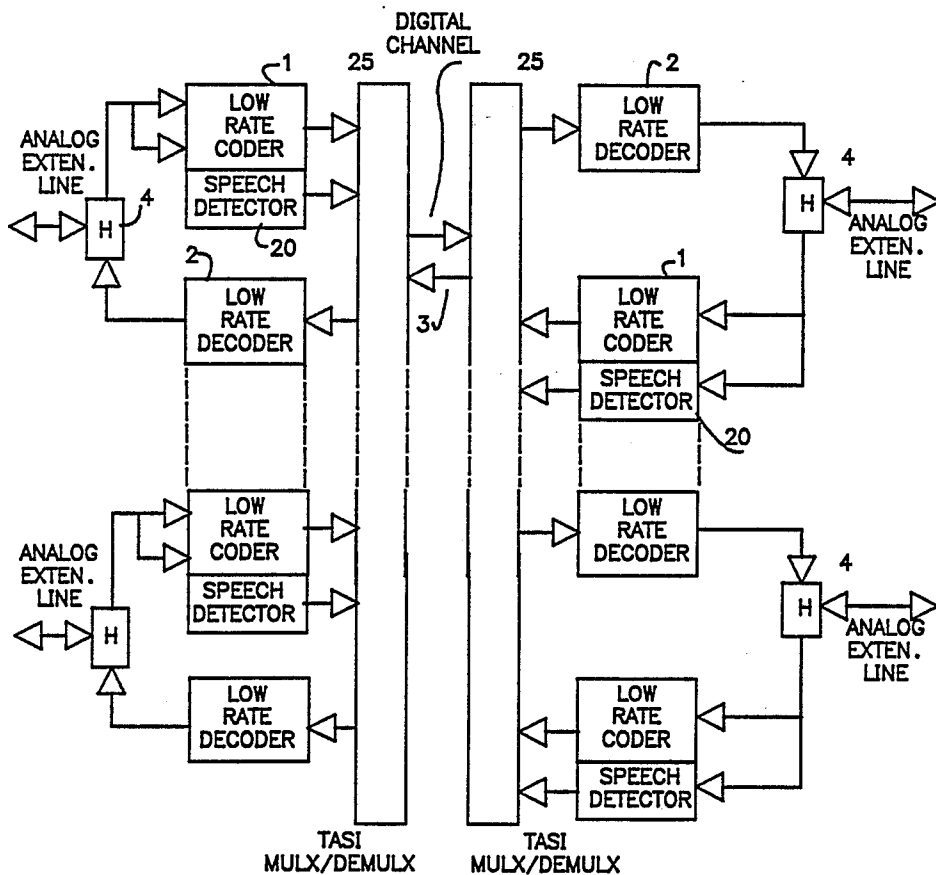 DIGITAL
CHANNEL
1
25
25
2
LOW
RATE
CODER
SPEECH
DETECTOR
20
ANALOG
EXTEN.
LINE
H
4
2
LOW
RATE
DECODER
3
LOW
RATE
DECODER
4
H
ANALOG
EXTEN.
LINE
1
LOW
RATE
CODER
SPEECH
DETECTOR
20
LOW
RATE
CODER
SPEECH
DETECTOR
ANALOG
EXTEN.
LINE
H
LOW
RATE
DECODER
LOW
RATE
DECODER
4
H
ANALOG
EXTEN.
LINE
LOW
RATE
CODER
SPEECH
DETECTOR
TASI
MULX/DEMULX
TASI
MULX/DEMULX